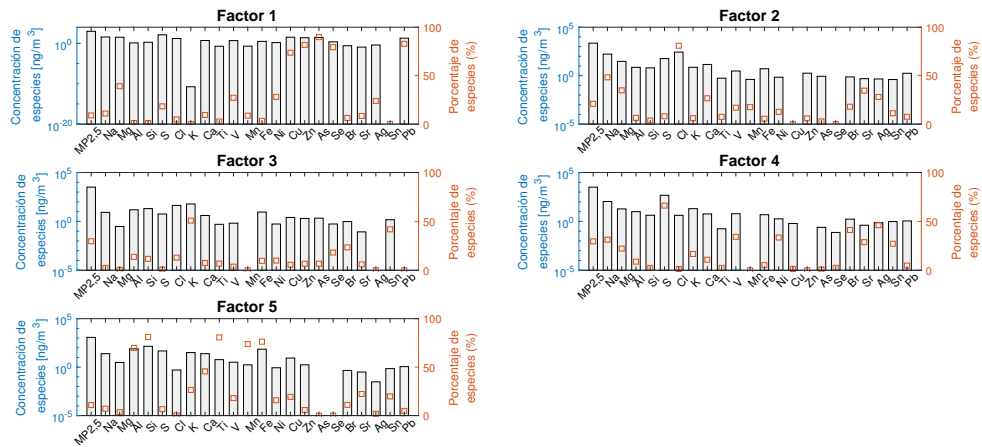 Factor 1
Concentración de
especies [ng/m 3]
10 0
10 -20
100
50
0
Porcentaje de
especies (%)
MP2,5 Na Mg Al Si S Cl K Ca Ti V Mn Fe Ni Cu Zn As Se Br Sr Ag Sn Pb
Factor 2
Concentración de
especies [ng/m 3]
10 5
10 0
10 -5
100
50
0
Porcentaje de
especies (%)
MP2,5 Na Mg Al Si S Cl K Ca Ti V Mn Fe Ni Cu Zn As Se Br Sr Ag Sn Pb
Factor 3
Concentración de
especies [ng/m 3]
10 5
10 0
10 -5
100
50
0
Porcentaje de
especies (%)
MP2,5 Na Mg Al Si S Cl K Ca Ti V Mn Fe Ni Cu Zn As Se Br Sr Ag Sn Pb
Factor 4
Concentración de
especies [ng/m 3]
10 5
10 0
10 -5
100
50
0
Porcentaje de
especies (%)
MP2,5 Na Mg Al Si S Cl K Ca Ti V Mn Fe Ni Cu Zn As Se Br Sr Ag Sn Pb
Factor 5
Concentración de
especies [ng/m 3]
10 5
10 0
10 -5
100
50
0
Porcentaje de
especies (%)
MP2,5 Na Mg Al Si S Cl K Ca Ti V Mn Fe Ni Cu Zn As Se Br Sr Ag Sn Pb